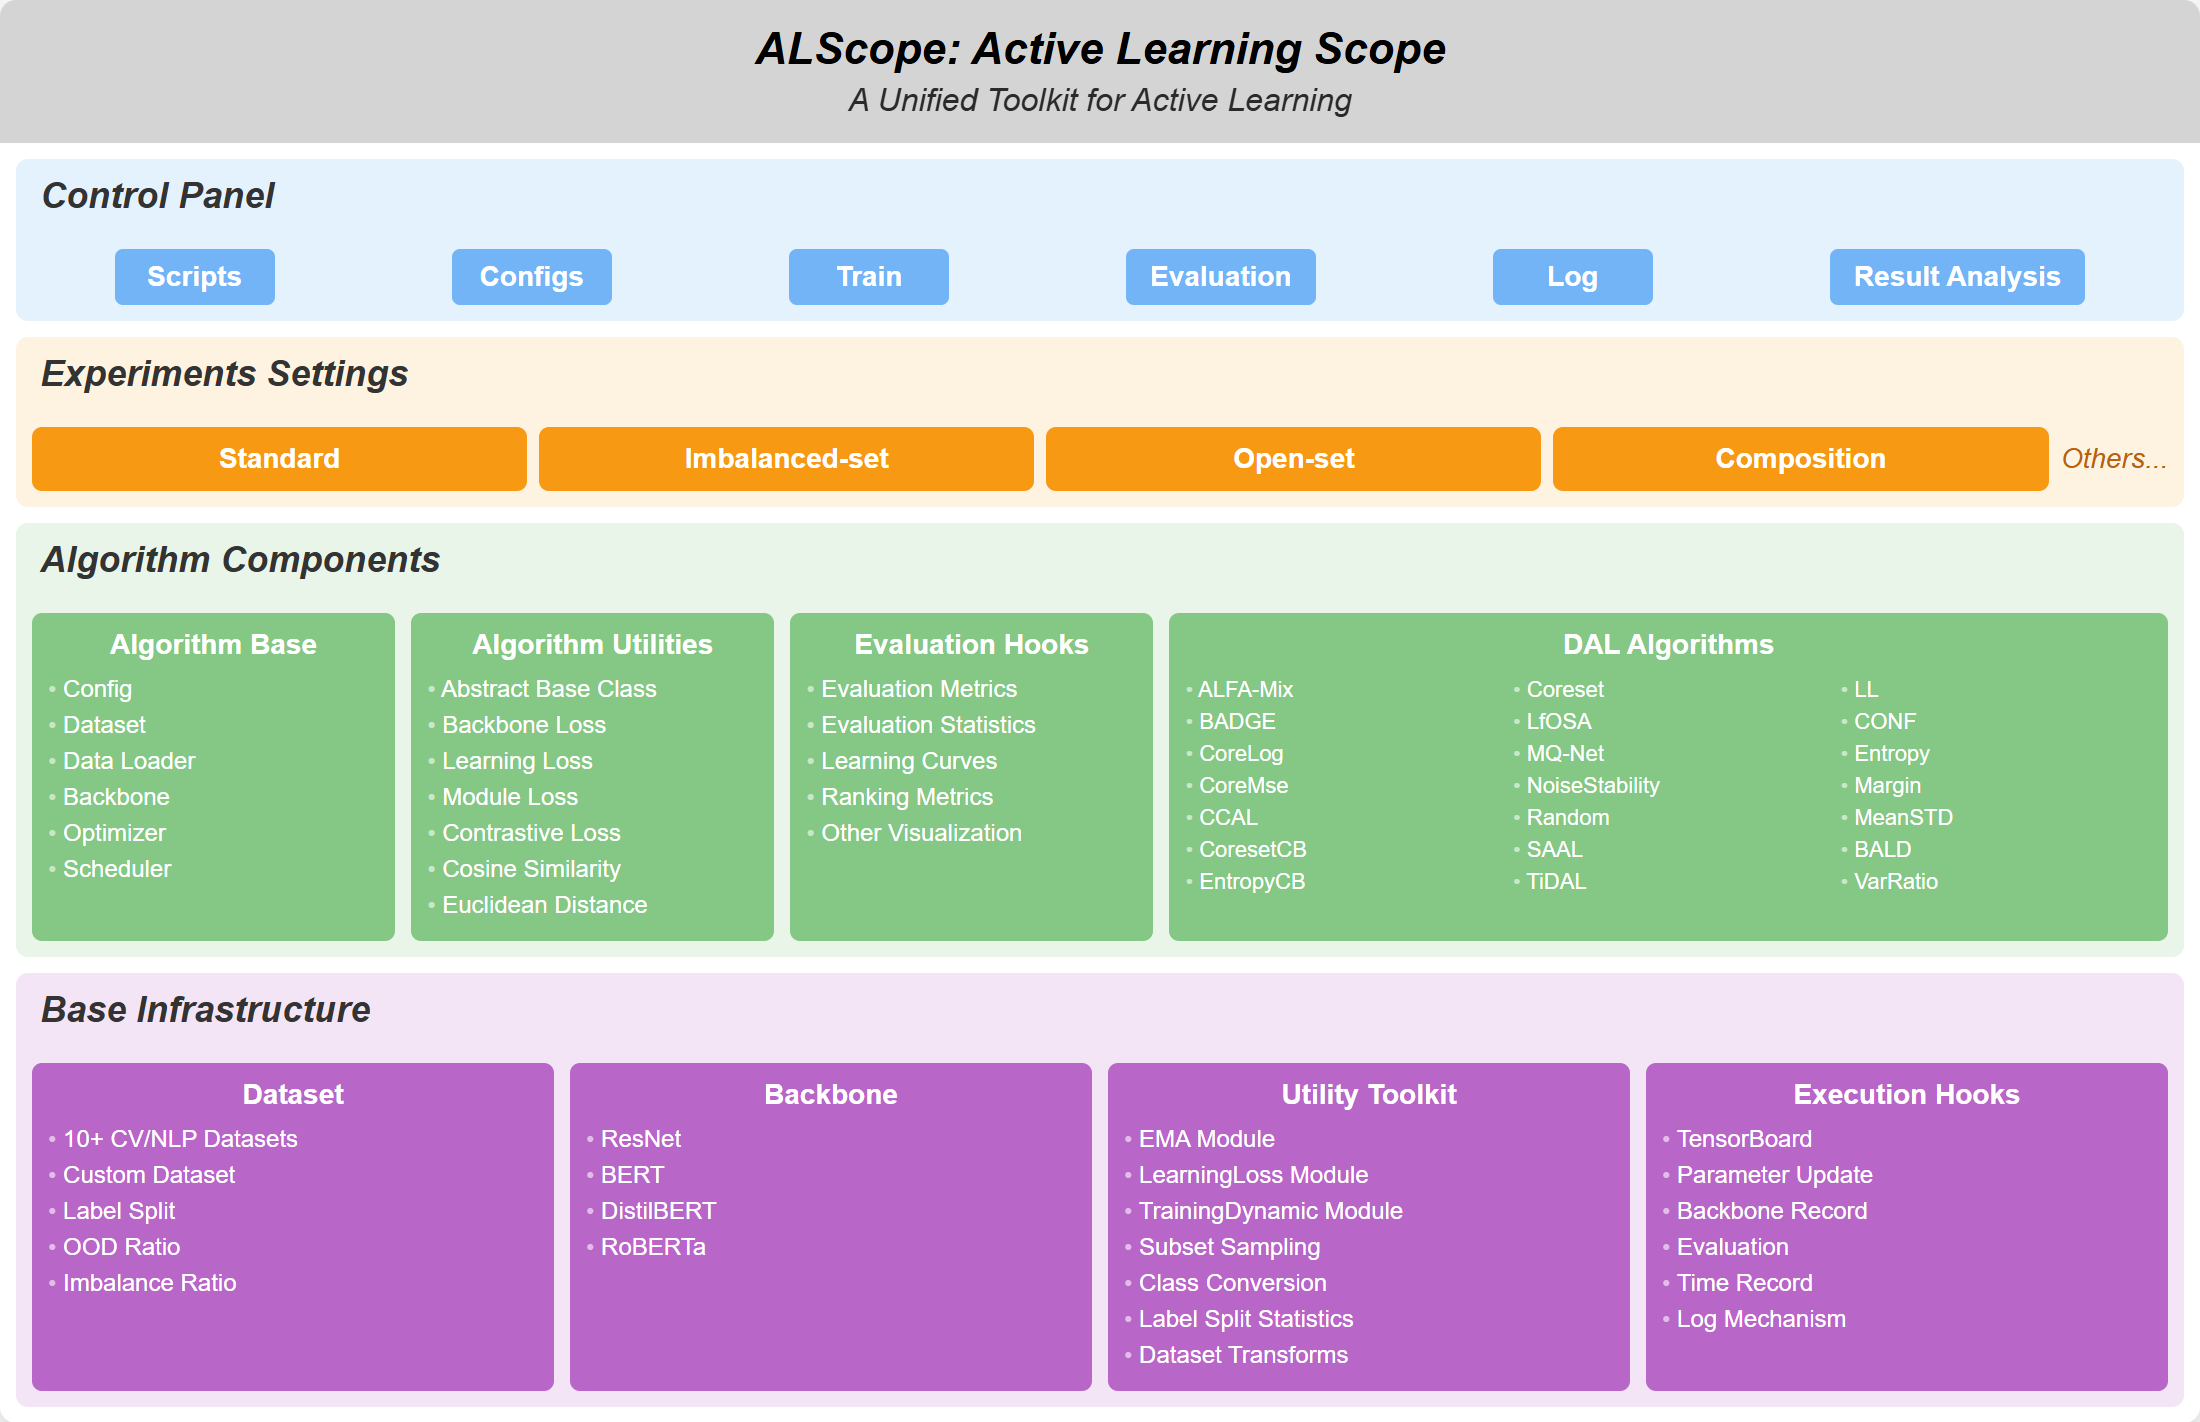 ALScope: Active Learning Scope
A Unified Toolkit for Active Learning
Control Panel
Scripts
Configs
Train
Evaluation
Log
Result Analysis
Experiments Settings
Standard
Imbalanced-set
Open-set
Composition
Others...
Algorithm Components
Algorithm Base
• Config
• Dataset
• Data Loader
• Backbone
• Optimizer
• Scheduler
Algorithm Utilities
• Abstract Base Class
• Backbone Loss
• Learning Loss
• Module Loss
• Contrastive Loss
• Cosine Similarity
• Euclidean Distance
Evaluation Hooks
• Evaluation Metrics
• Evaluation Statistics
• Learning Curves
• Ranking Metrics
• Other Visualization
DAL Algorithms
• ALFA-Mix
• BADGE
• CoreLog
• CoreMse
• CCAL
• CoresetCB
• EntropyCB
• Coreset
• LfOSA
• MQ-Net
• NoiseStability
• Random
• SAAL
• TiDAL
• LL
• CONF
• Entropy
• Margin
• MeanSTD
• BALD
• VarRatio
Base Infrastructure
Dataset
• 10+ CV/NLP Datasets
• Custom Dataset
• Label Split
• OOD Ratio
• Imbalance Ratio
Backbone
• ResNet
• BERT
• DistilBERT
• RoBERTa
Utility Toolkit
• EMA Module
• LearningLoss Module
• TrainingDynamic Module
• Subset Sampling
• Class Conversion
• Label Split Statistics
• Dataset Transforms
Execution Hooks
• TensorBoard
• Parameter Update
• Backbone Record
• Evaluation
• Time Record
• Log Mechanism